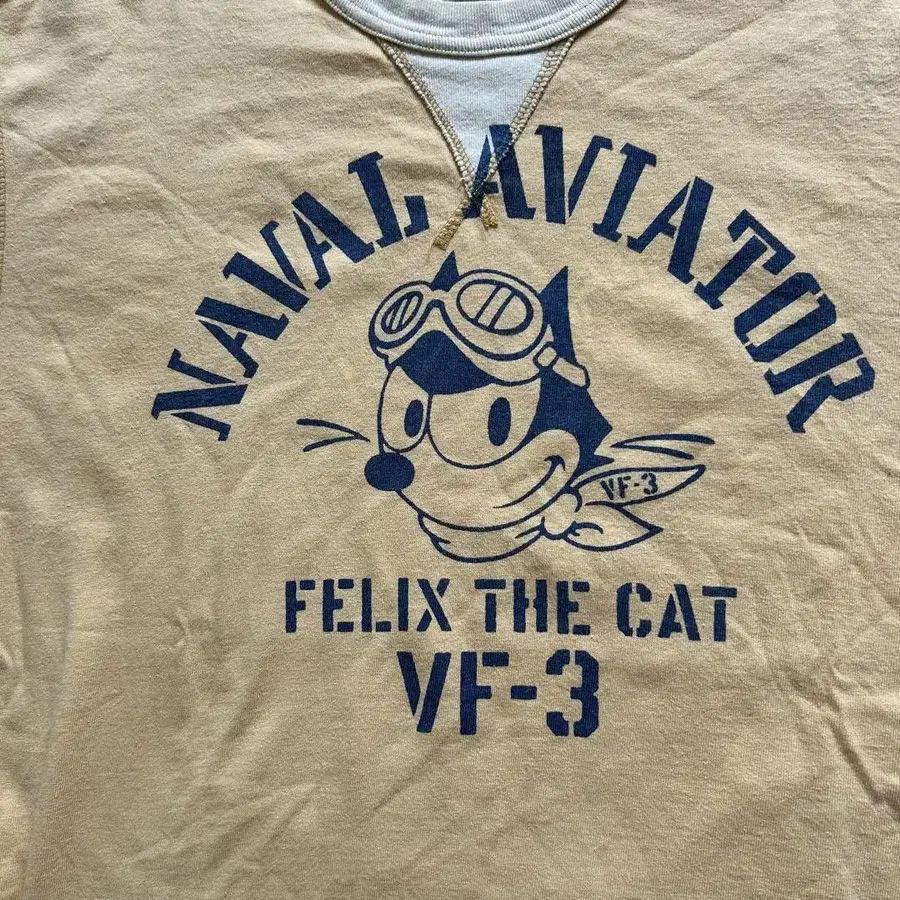 NAVAL AVIATOR
VF-3
FELIX THE CAT
VF-3